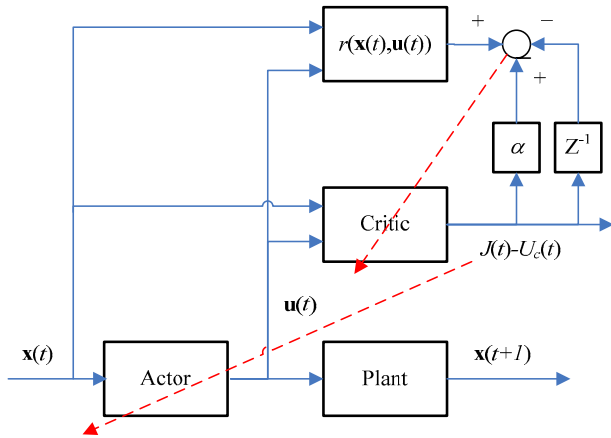 r(x(t),u(t))
+
−
+
α
Z⁻¹
Critic
J(t)-U_c(t)
u(t)
x(t)
Actor
Plant
x(t+1)